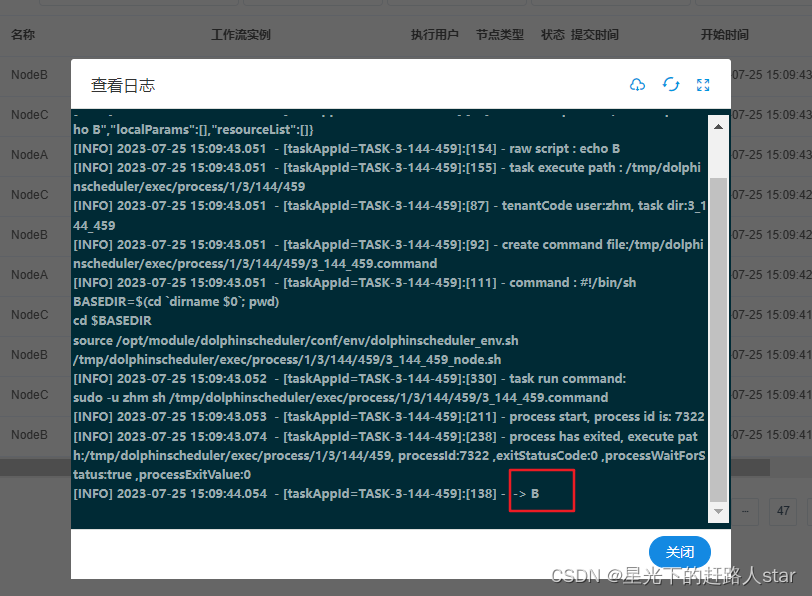 名称 工作流实例 执行用户 节点类型 状态 提交时间 开始时间
NodeB 07-25 15:09:43
NodeC 07-25 15:09:43
NodeA 07-25 15:09:43
NodeC 07-25 15:09:42
NodeB 07-25 15:09:42
NodeA 07-25 15:09:42
NodeC 07-25 15:09:41
NodeB 07-25 15:09:41
NodeC 07-25 15:09:41
NodeB 07-25 15:09:41
查看日志
ho B","localParams":[],"resourceList":[]}
[INFO] 2023-07-25 15:09:43.051 - [taskAppId=TASK-3-144-459]:[154] - raw script : echo B
[INFO] 2023-07-25 15:09:43.051 - [taskAppId=TASK-3-144-459]:[155] - task execute path : /tmp/dolphi
nscheduler/exec/process/1/3/144/459
[INFO] 2023-07-25 15:09:43.051 - [taskAppId=TASK-3-144-459]:[87] - tenantCode user:zhm, task dir:3_1
44_459
[INFO] 2023-07-25 15:09:43.051 - [taskAppId=TASK-3-144-459]:[92] - create command file:/tmp/dolphi
nscheduler/exec/process/1/3/144/459/3_144_459.command
[INFO] 2023-07-25 15:09:43.051 - [taskAppId=TASK-3-144-459]:[111] - command : #!/bin/sh
BASEDIR=$(cd `dirname $0`; pwd)
cd $BASEDIR
source /opt/module/dolphinscheduler/conf/env/dolphinscheduler_env.sh
/tmp/dolphinscheduler/exec/process/1/3/144/459/3_144_459_node.sh
[INFO] 2023-07-25 15:09:43.052 - [taskAppId=TASK-3-144-459]:[330] - task run command:
sudo -u zhm sh /tmp/dolphinscheduler/exec/process/1/3/144/459/3_144_459.command
[INFO] 2023-07-25 15:09:43.053 - [taskAppId=TASK-3-144-459]:[211] - process start, process id is: 7322
[INFO] 2023-07-25 15:09:43.074 - [taskAppId=TASK-3-144-459]:[238] - process has exited, execute pat
h:/tmp/dolphinscheduler/exec/process/1/3/144/459, processId:7322 ,exitStatusCode:0 ,processWaitForS
tatus:true ,processExitValue:0
[INFO] 2023-07-25 15:09:44.054 - [taskAppId=TASK-3-144-459]:[138] - -> B
47
关闭
CSDN @星光下的赶路人star